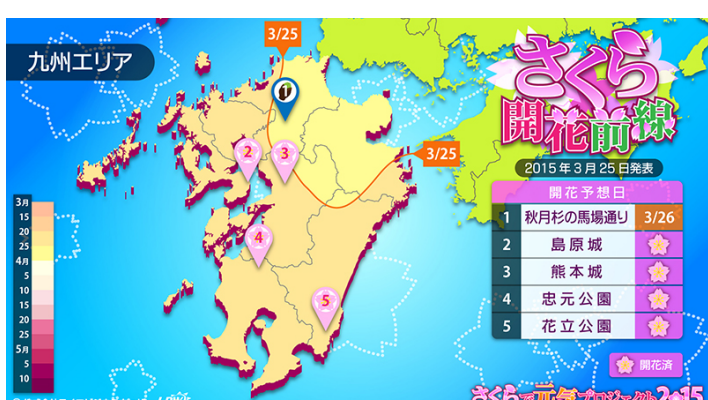 九州エリア
3/25
さくら
開花前線
2015年3月25日発表
開花予想日
1 秋月杉の馬場通り 3/26
2 島原城
3 熊本城
4 忠元公園
5 花立公園
開花済
3/25
1
2
3
4
5
3月
15
20
25
4月
5
10
15
20
25
5月
5
10
さくらで元気プロジェクト2015